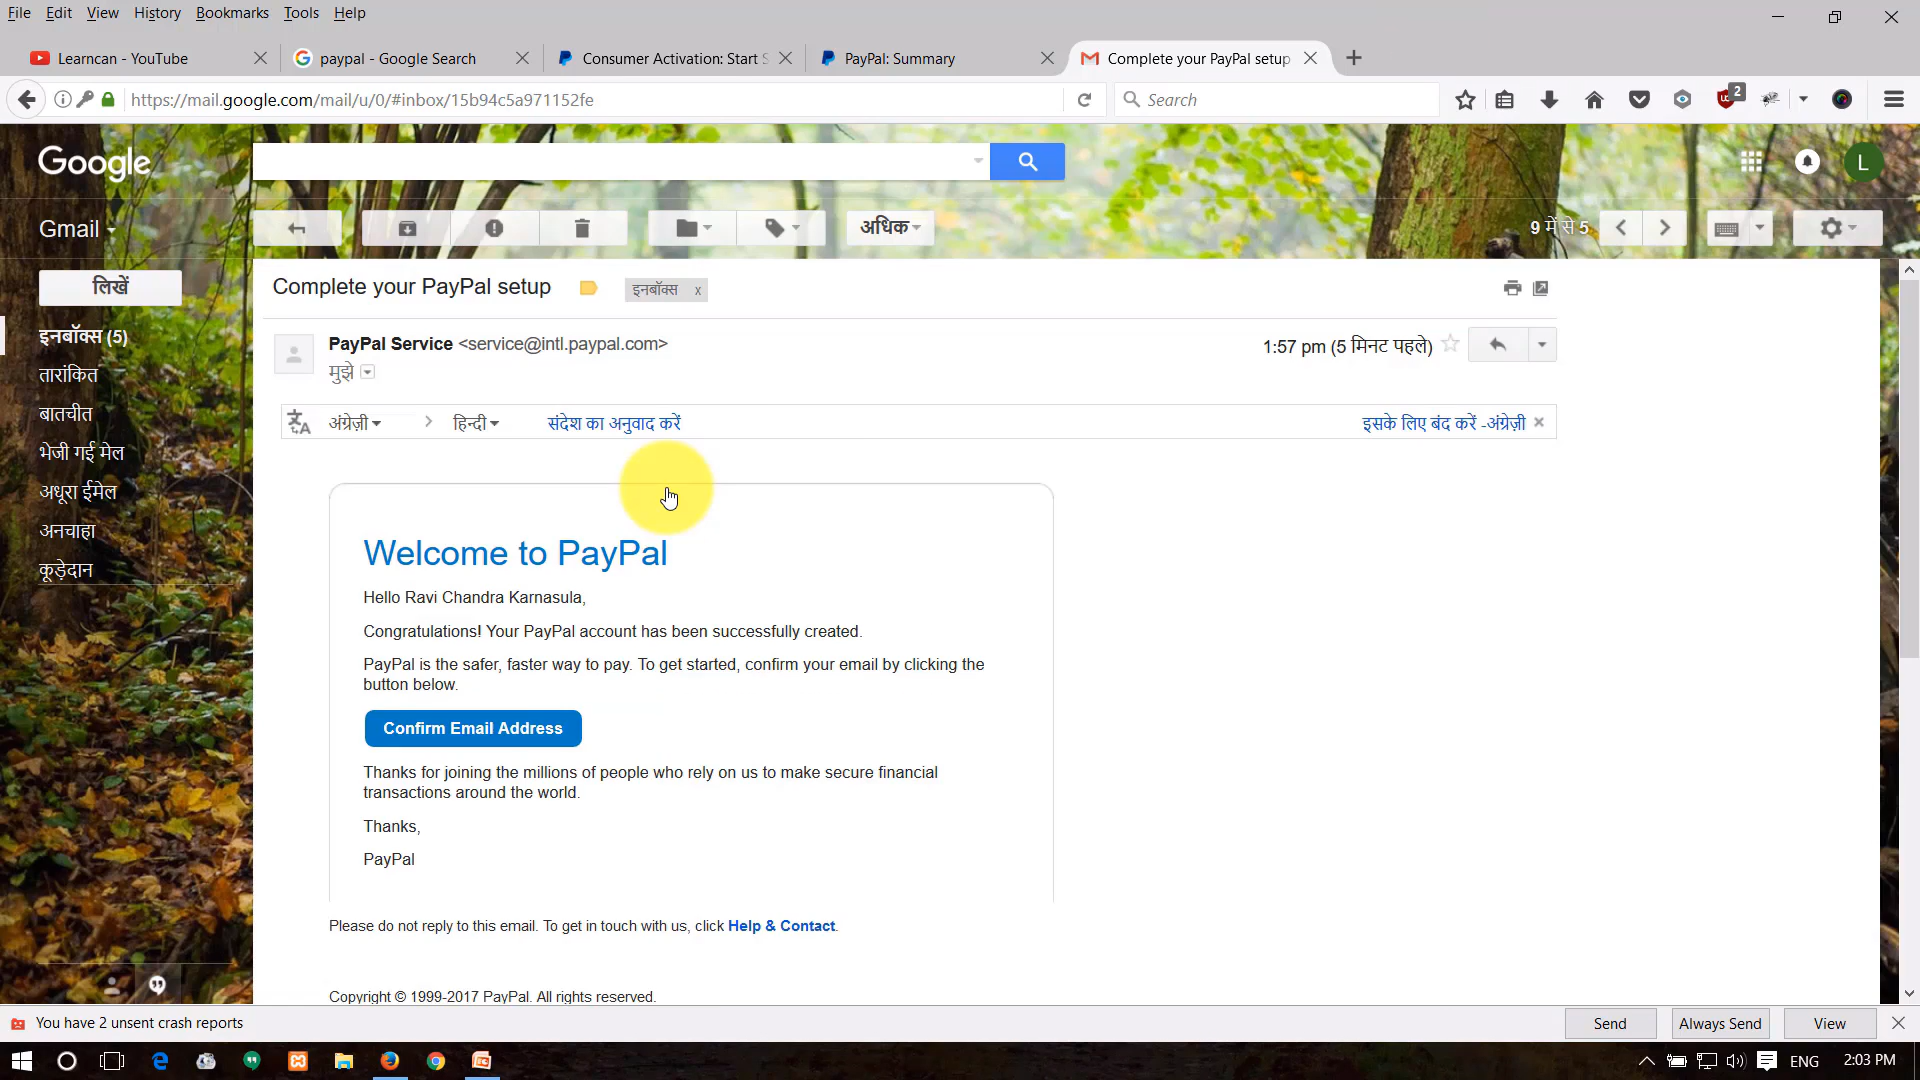 File Edit View History Bookmarks Tools Help
Learcan - YouTube
paypal - Google Search
Consumer Activation: Start S
PayPal: Summary
Complete your PayPal setup
https://mail.google.com/mail/u/0/#inbox/15b94c5a971152fe
Search
2
Google
L
Gmail
अधिक
9 में से 5
लिखें
Complete your PayPal setup
इनबॉक्स x
इनबॉक्स (5)
तारांकित
बातचीत
भेजी गई मेल
अधूरा ईमेल
अनचाहा
कूड़ेदान
PayPal Service <service@intl.paypal.com>
1:57 pm (5 मिनट पहले)
मुझे
अंग्रेज़ी > हिन्दी संदेश का अनुवाद करें
इसके लिए बंद करें -अंग्रेज़ी ×
Welcome to PayPal
Hello Ravi Chandra Karnasula,
Congratulations! Your PayPal account has been successfully created.
PayPal is the safer, faster way to pay. To get started, confirm your email by clicking the
button below.
Confirm Email Address
Thanks for joining the millions of people who rely on us to make secure financial
transactions around the world.
Thanks,
PayPal
Please do not reply to this email. To get in touch with us, click Help & Contact.
Copyright © 1999-2017 PayPal. All rights reserved.
You have 2 unsent crash reports
Send
Always Send
View
ENG
2:03 PM